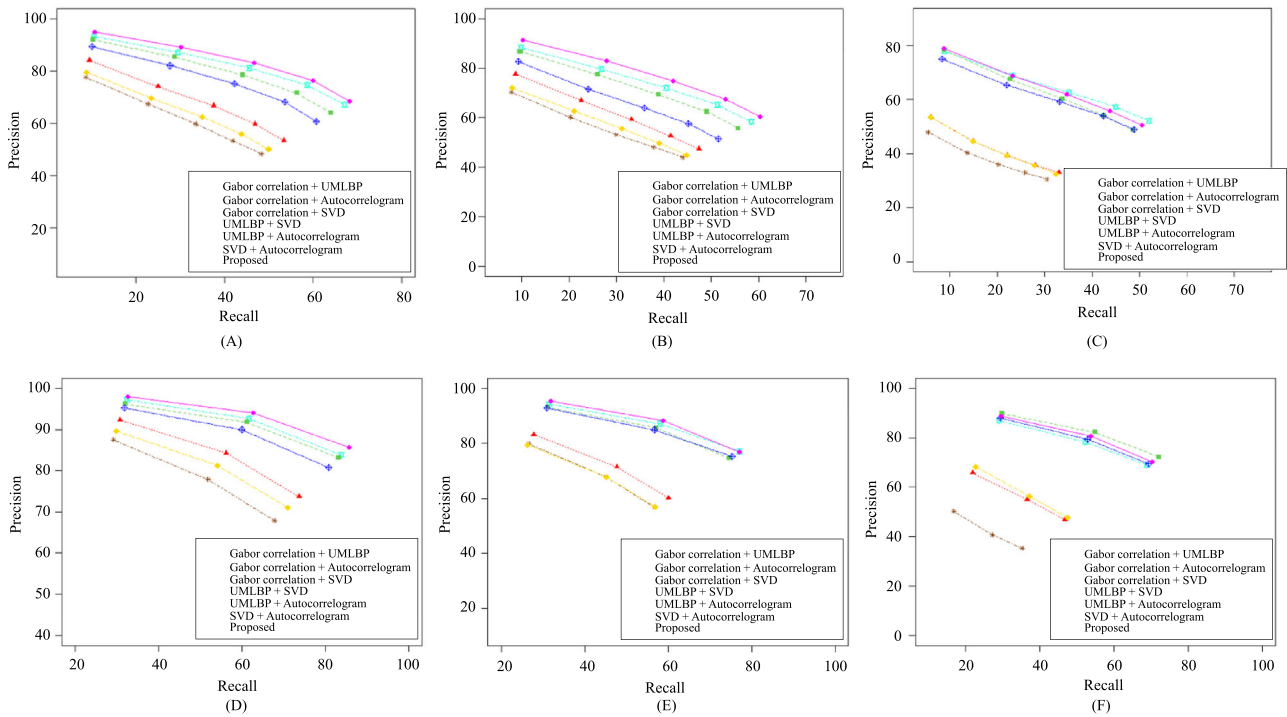 100
80
60
40
20
Precision
Gabor correlation + UMLBP
Gabor correlation + Autocorrelogram
Gabor correlation + SVD
UMLBP + SVD
UMLBP + Autocorrelogram
SVD + Autocorrelogram
Proposed
20 40 60 80
Recall
(A)
100
80
60
40
20
0
Precision
Gabor correlation + UMLBP
Gabor correlation + Autocorrelogram
Gabor correlation + SVD
UMLBP + SVD
UMLBP + Autocorrelogram
SVD + Autocorrelogram
Proposed
10 20 30 40 50 60 70
Recall
(B)
80
60
40
20
0
Precision
Gabor correlation + UMLBP
Gabor correlation + Autocorrelogram
Gabor correlation + SVD
UMLBP + SVD
UMLBP + Autocorrelogram
SVD + Autocorrelogram
Proposed
10 20 30 40 50 60 70
Recall
(C)
100
90
80
70
60
50
40
Precision
Gabor correlation + UMLBP
Gabor correlation + Autocorrelogram
Gabor correlation + SVD
UMLBP + SVD
UMLBP + Autocorrelogram
SVD + Autocorrelogram
Proposed
20 40 60 80 100
Recall
(D)
100
80
60
40
20
Precision
Gabor correlation + UMLBP
Gabor correlation + Autocorrelogram
Gabor correlation + SVD
UMLBP + SVD
UMLBP + Autocorrelogram
SVD + Autocorrelogram
Proposed
20 40 60 80 100
Recall
(E)
100
80
60
40
20
0
Precision
Gabor correlation + UMLBP
Gabor correlation + Autocorrelogram
Gabor correlation + SVD
UMLBP + SVD
UMLBP + Autocorrelogram
SVD + Autocorrelogram
Proposed
20 40 60 80 100
Recall
(F)